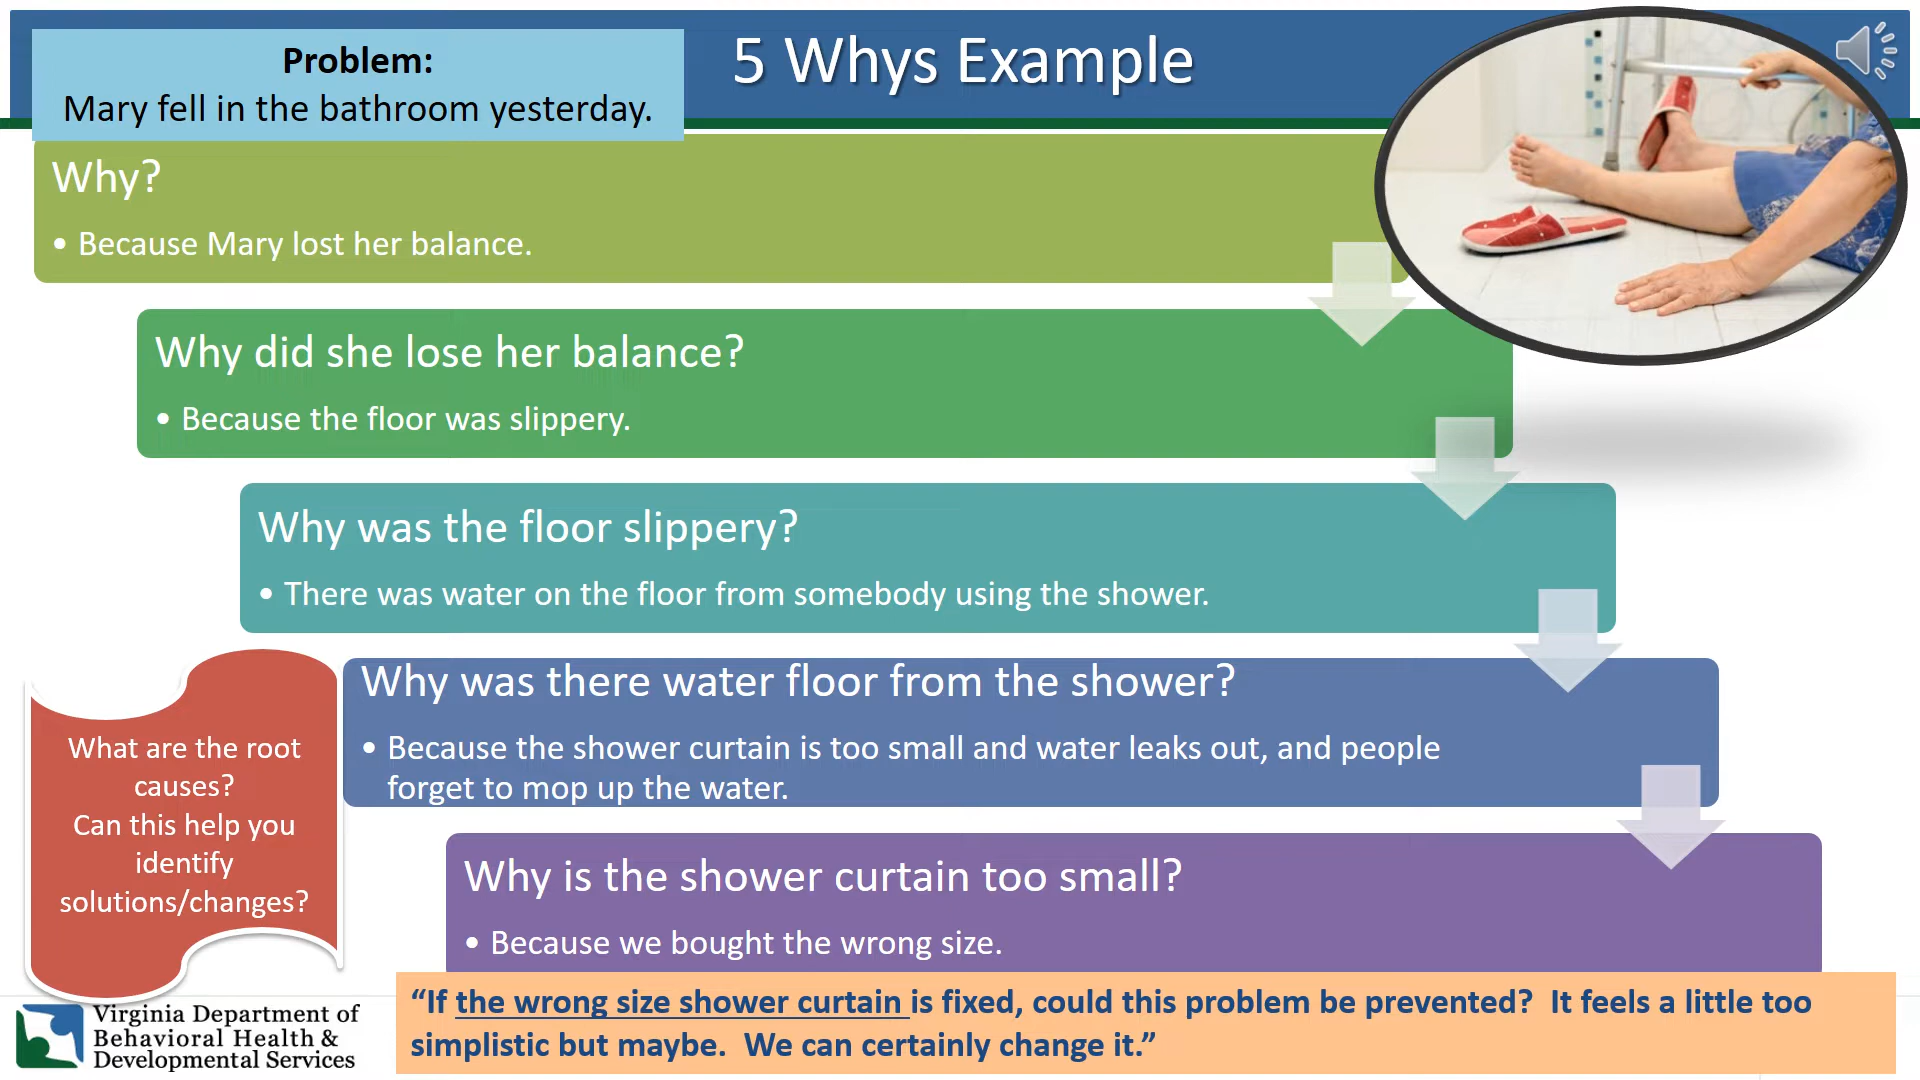 Problem:
Mary fell in the bathroom yesterday.
5 Whys Example
Why?
• Because Mary lost her balance.
Why did she lose her balance?
• Because the floor was slippery.
Why was the floor slippery?
• There was water on the floor from somebody using the shower.
Why was there water floor from the shower?
• Because the shower curtain is too small and water leaks out, and people
forget to mop up the water.
Why is the shower curtain too small?
• Because we bought the wrong size.
What are the root
causes?
Can this help you
identify
solutions/changes?
“If the wrong size shower curtain is fixed, could this problem be prevented?  It feels a little too
simplistic but maybe.  We can certainly change it.”
Virginia Department of
Behavioral Health &
Developmental Services